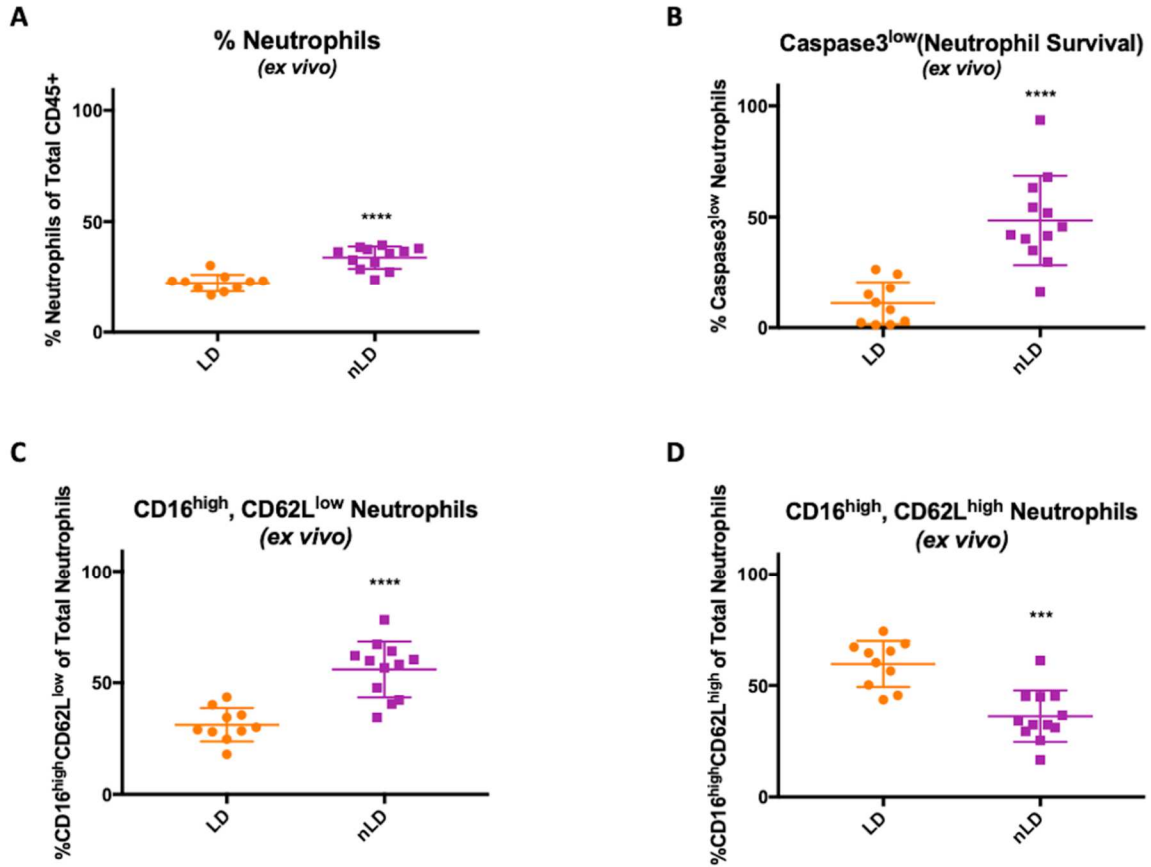 A
% Neutrophils
(ex vivo)
% Neutrophils of Total CD45+
100
50
0
****
LD
nLD
B
Caspase3low(Neutrophil Survival)
(ex vivo)
% Caspase3low Neutrophils
100
50
0
****
LD
nLD
C
CD16high, CD62Llow Neutrophils
(ex vivo)
%CD16highCD62Llow of Total Neutrophils
100
50
0
****
LD
nLD
D
CD16high, CD62Lhigh Neutrophils
(ex vivo)
%CD16highCD62Lhigh of Total Neutrophils
100
50
0
***
LD
nLD